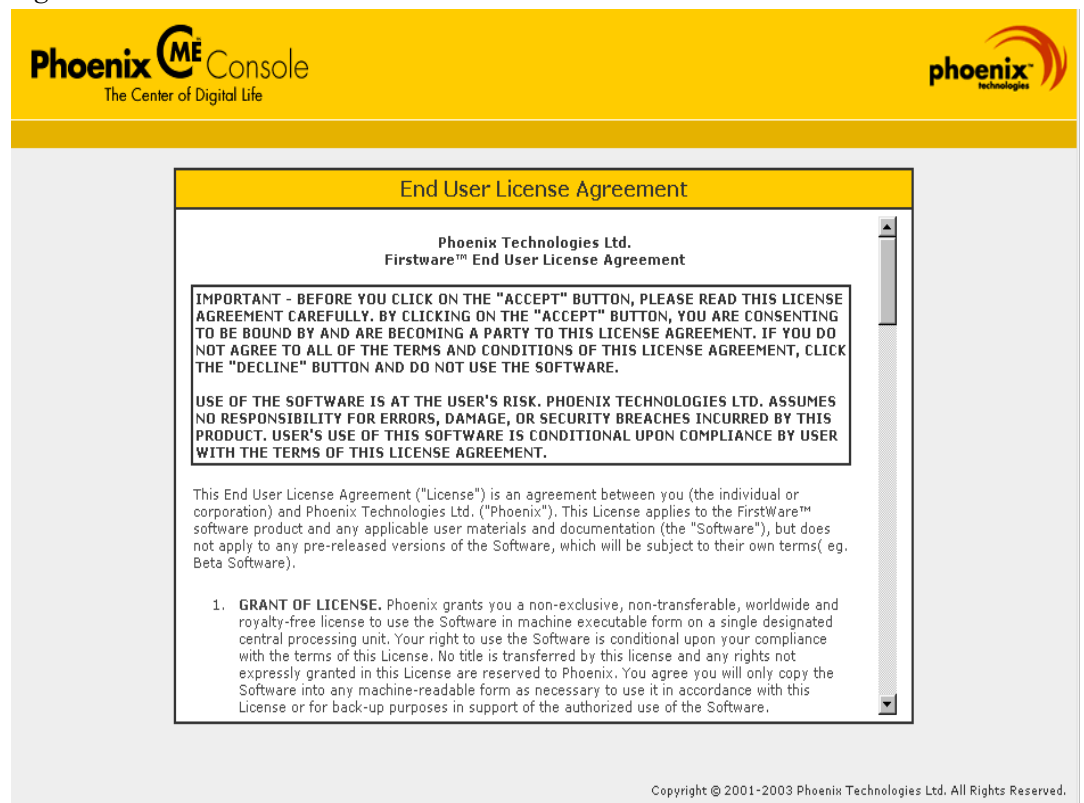 Phoenix cME Console
The Center of Digital Life
phoenix™
technologies
End User License Agreement
Phoenix Technologies Ltd.
Firstware™ End User License Agreement
IMPORTANT - BEFORE YOU CLICK ON THE "ACCEPT" BUTTON, PLEASE READ THIS LICENSE
AGREEMENT CAREFULLY. BY CLICKING ON THE "ACCEPT" BUTTON, YOU ARE CONSENTING
TO BE BOUND BY AND ARE BECOMING A PARTY TO THIS LICENSE AGREEMENT. IF YOU DO
NOT AGREE TO ALL OF THE TERMS AND CONDITIONS OF THIS LICENSE AGREEMENT, CLICK
THE "DECLINE" BUTTON AND DO NOT USE THE SOFTWARE.
USE OF THE SOFTWARE IS AT THE USER'S RISK. PHOENIX TECHNOLOGIES LTD. ASSUMES
NO RESPONSIBILITY FOR ERRORS, DAMAGE, OR SECURITY BREACHES INCURRED BY THIS
PRODUCT. USER'S USE OF THIS SOFTWARE IS CONDITIONAL UPON COMPLIANCE BY USER
WITH THE TERMS OF THIS LICENSE AGREEMENT.
This End User License Agreement ("License") is an agreement between you (the individual or
corporation) and Phoenix Technologies Ltd. ("Phoenix"). This License applies to the FirstWare™
software product and any applicable user materials and documentation (the "Software"), but does
not apply to any pre-released versions of the Software, which will be subject to their own terms( eg.
Beta Software).
1. GRANT OF LICENSE. Phoenix grants you a non-exclusive, non-transferable, worldwide and
royalty-free license to use the Software in machine executable form on a single designated
central processing unit. Your right to use the Software is conditional upon your compliance
with the terms of this License. No title is transferred by this license and any rights not
expressly granted in this License are reserved to Phoenix. You agree you will only copy the
Software into any machine-readable form as necessary to use it in accordance with this
License or for back-up purposes in support of the authorized use of the Software.
Copyright © 2001-2003 Phoenix Technologies Ltd. All Rights Reserved.